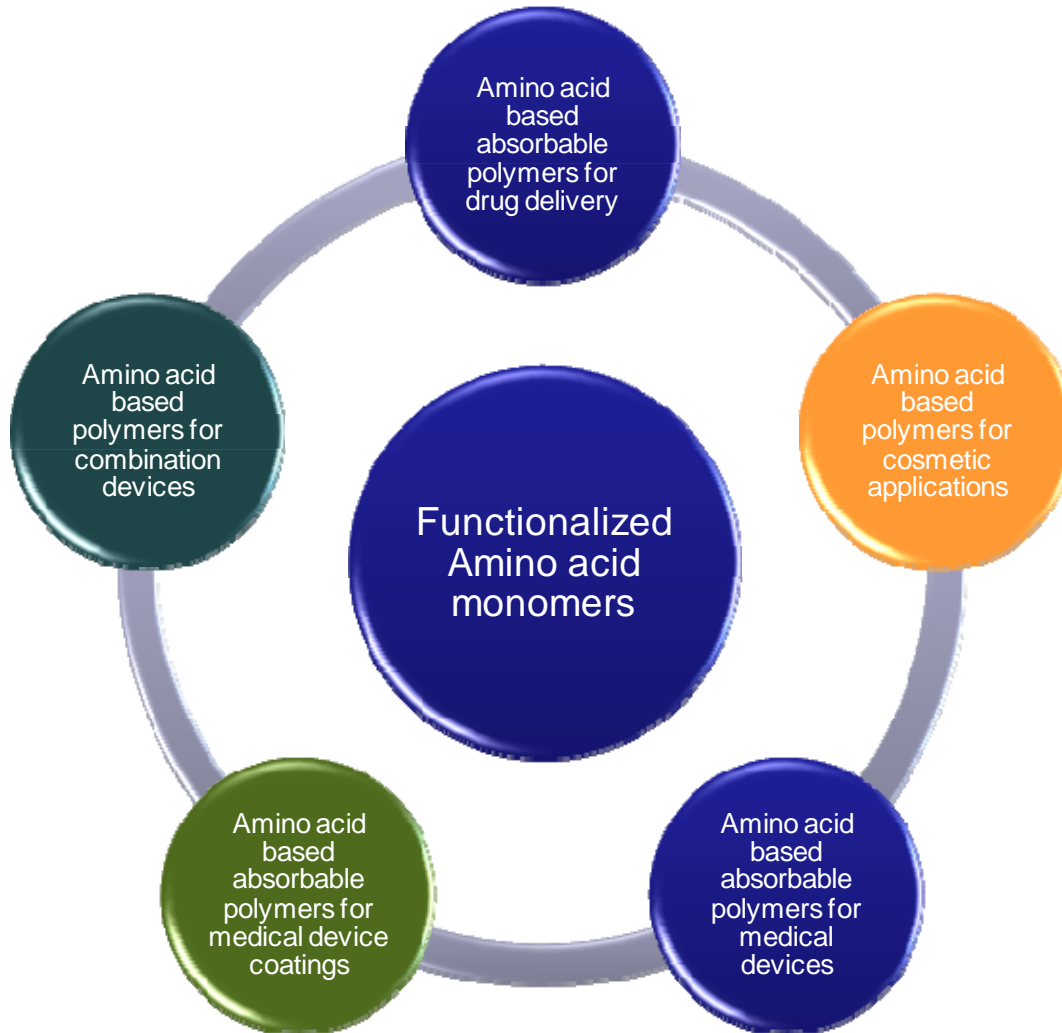 Amino acid
based
absorbable
polymers for
drug delivery
Amino acid
based
polymers for
combination
devices
Amino acid
based
polymers for
cosmetic
applications
Functionalized
Amino acid
monomers
Amino acid
based
absorbable
polymers for
medical device
coatings
Amino acid
based
absorbable
polymers for
medical
devices